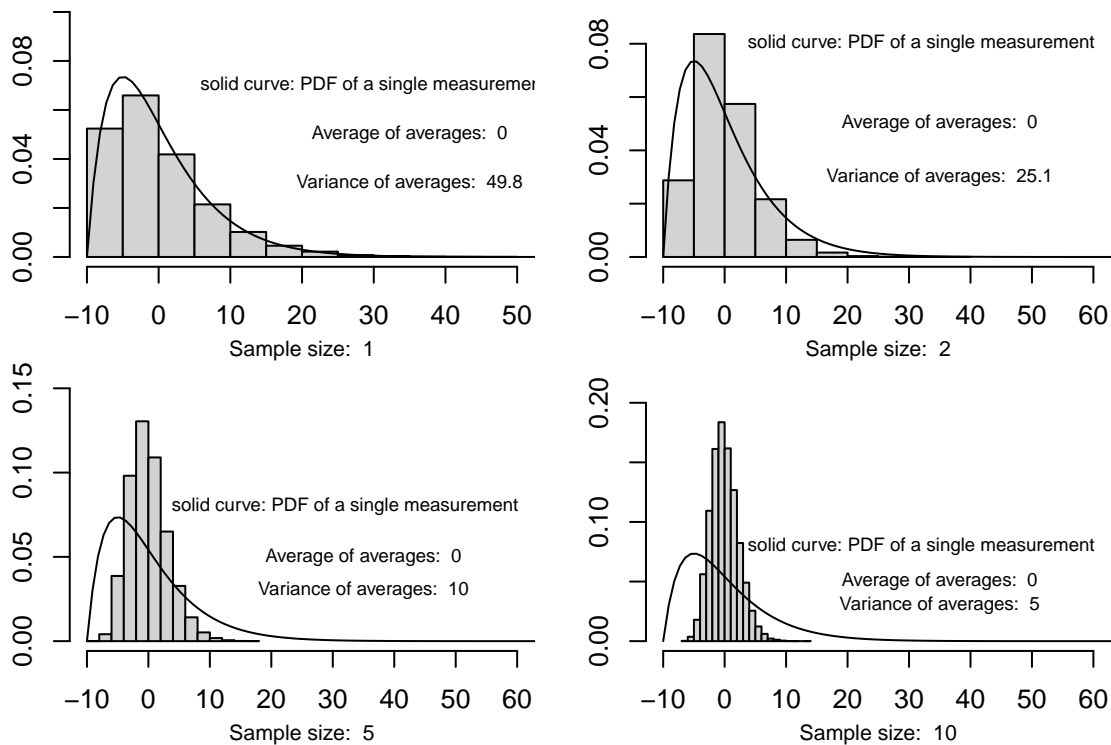 0.00 0.04 0.08
solid curve: PDF of a single measuremen
Average of averages: 0
Variance of averages: 49.8
−10 0 10 20 30 40 50
Sample size: 1
0.00 0.04 0.08
solid curve: PDF of a single measurement
Average of averages: 0
Variance of averages: 25.1
−10 0 10 20 30 40 50 60
Sample size: 2
0.00 0.05 0.10 0.15
solid curve: PDF of a single measurement
Average of averages: 0
Variance of averages: 10
−10 0 10 20 30 40 50 60
Sample size: 5
0.00 0.10 0.20
solid curve: PDF of a single measurement
Average of averages: 0
Variance of averages: 5
−10 0 10 20 30 40 50 60
Sample size: 10